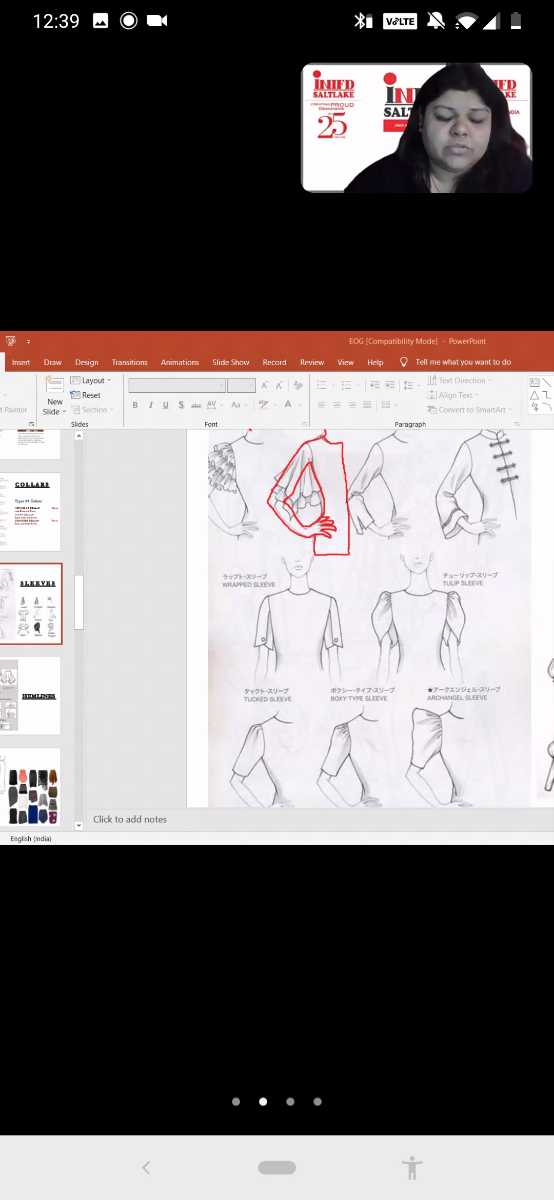 12:39
VoLTE
INIFD
SALTLAKE
PROUD
25
INI
SALT
EOG [Compatibility Mode] - PowerPoint
Insert Draw Design Transitions Animations Slide Show Record Review View Help Tell me what you want to do
Painter
New
Slide
Layout
Reset
Section
Slides
B I U S abc AV Aa A
Font
Text Direction
Align Text
Convert to SmartArt
Paragraph
COLLARS
SLEEVES
HEMLINES
ラップト・スリーブ
WRAPPED SLEEVE
チューリップ・スリーブ
TULIP SLEEVE
タックト・スリーブ
TUCKED SLEEVE
ボクシー・タイプ・スリーブ
BOXY TYPE SLEEVE
★アークエンジェル・スリーブ
ARCHANGEL SLEEVE
Click to add notes
English (India)